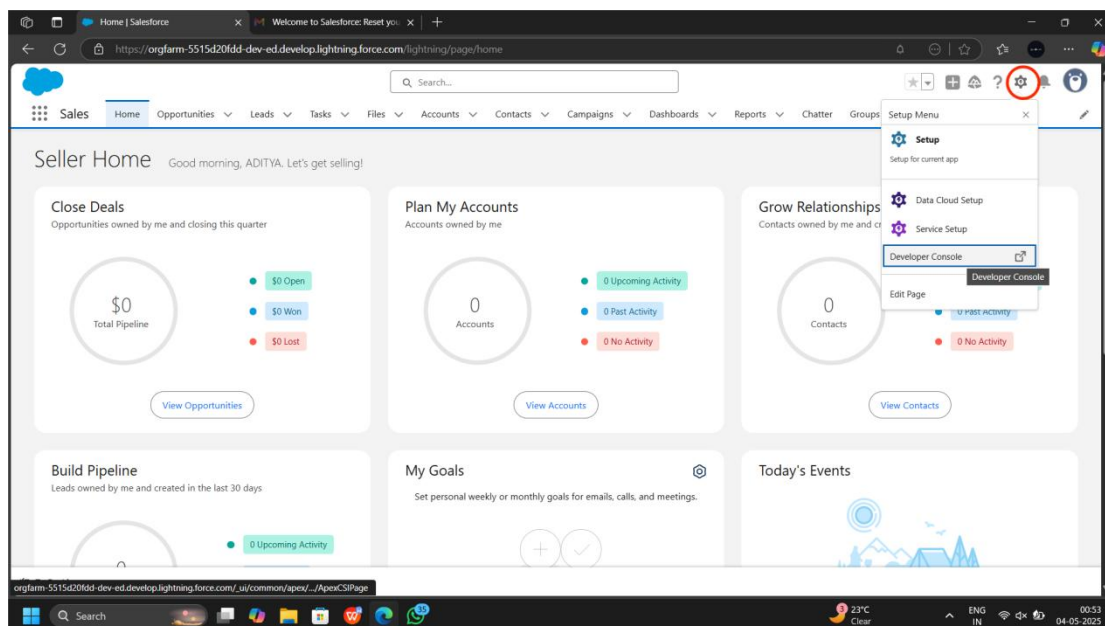 Home | Salesforce
Welcome to Salesforce: Reset you
https://orgfarm-5515d20fdd-dev-ed.develop.lightning.force.com/lightning/page/home
Search...
Sales
Home
Opportunities
Leads
Tasks
Files
Accounts
Contacts
Campaigns
Dashboards
Reports
Chatter
Groups
Setup Menu
Setup
Setup for current app
Data Cloud Setup
Service Setup
Developer Console
Developer Console
Edit Page
Seller Home
Good morning, ADITYA. Let's get selling!
Close Deals
Opportunities owned by me and closing this quarter
$0
Total Pipeline
$0 Open
$0 Won
$0 Lost
View Opportunities
Plan My Accounts
Accounts owned by me
0
Accounts
0 Upcoming Activity
0 Past Activity
0 No Activity
View Accounts
Grow Relationships
Contacts owned by me and cr
0
Contacts
0 Past Activity
0 No Activity
View Contacts
Build Pipeline
Leads owned by me and created in the last 30 days
0 Upcoming Activity
My Goals
Set personal weekly or monthly goals for emails, calls, and meetings.
Today's Events
orgfarm-5515d20fdd-dev-ed.develop.lightning.force.com/_ui/common/apex/.../ApexCSIPage
Search
39
3
23°C
Clear
ENG
IN
00:53
04-05-2025